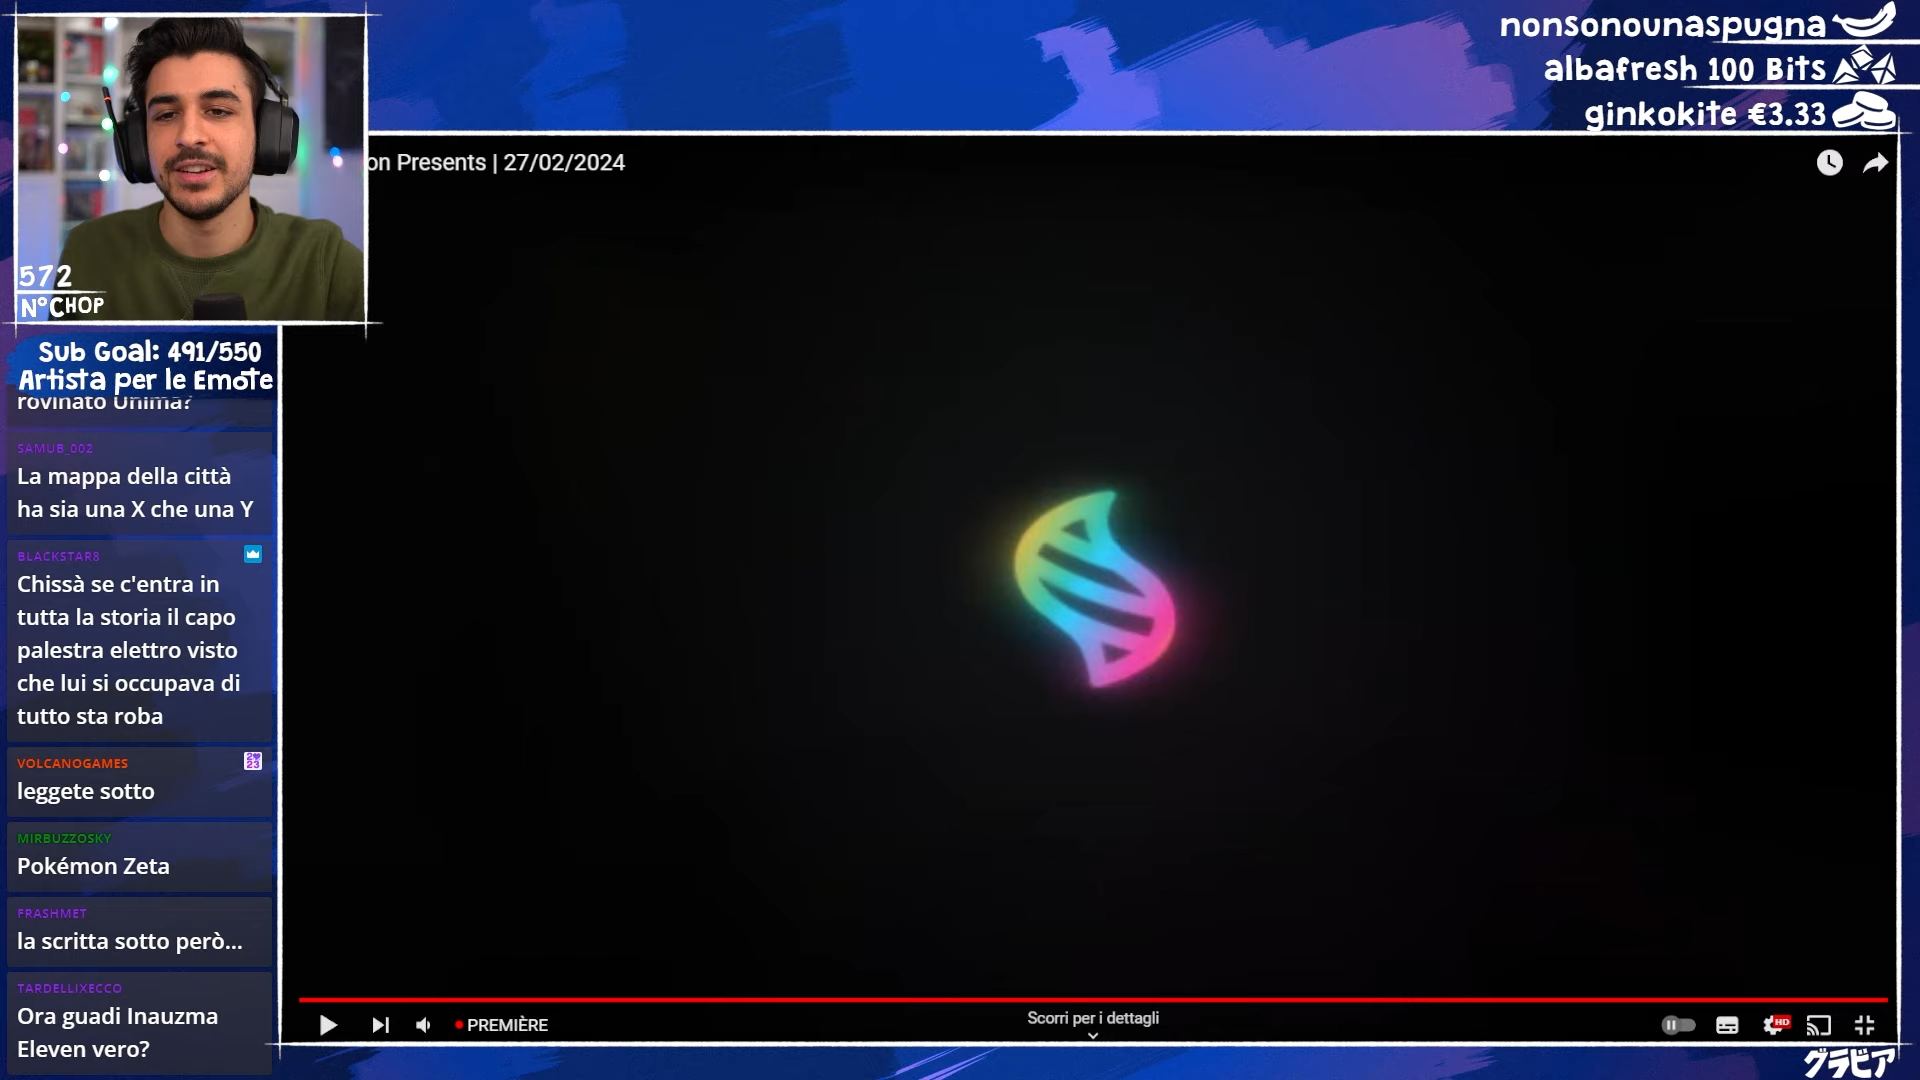 nonsonounaspugna
albafresh 100 Bits
ginkokite €3.33
on Presents | 27/02/2024
572
N°CHOP
Sub Goal: 491/550
Artista per le Emote
rovinato Unima?
SAMUB_002
La mappa della città
ha sia una X che una Y
BLACKSTAR8
Chissà se c'entra in
tutta la storia il capo
palestra elettro visto
che lui si occupava di
tutto sta roba
VOLCANOGAMES
leggete sotto
MIRBUZZOSKY
Pokémon Zeta
FRASHMET
la scritta sotto però...
TARDELLIXECCO
Ora guadi Inauzma
Eleven vero?
PREMIÈRE
Scorri per i dettagli
HD
グラビア